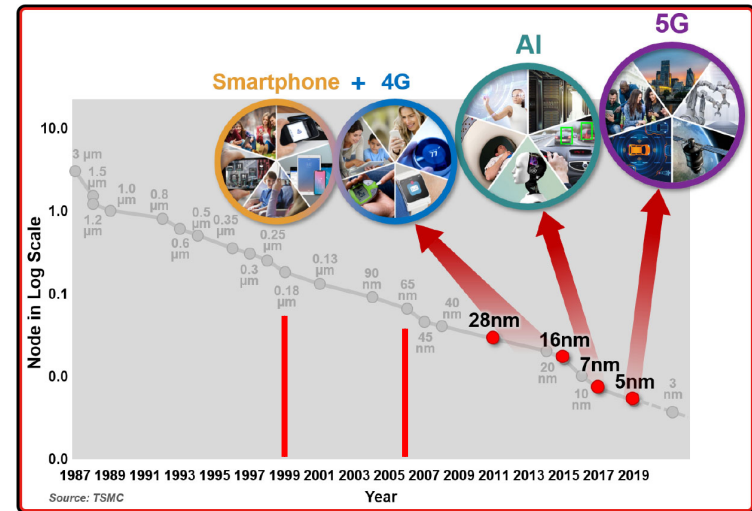 5G
AI
Smartphone + 4G
Node in Log Scale
10.0
1.0
0.1
0.0
0.0
3 µm
1.5
µm
1.2
µm
1.0
µm
0.8
µm
0.6
µm
0.5
µm
0.35
µm
0.3
µm
0.25
µm
0.18
µm
0.13
µm
90
nm
65
nm
45
nm
40
nm
28nm
20
nm
16nm
10
nm
7nm
5nm
3
nm
1987 1989 1991 1993 1995 1997 1999 2001 2003 2005 2007 2009 2011 2013 2015 2017 2019
Source: TSMC
Year